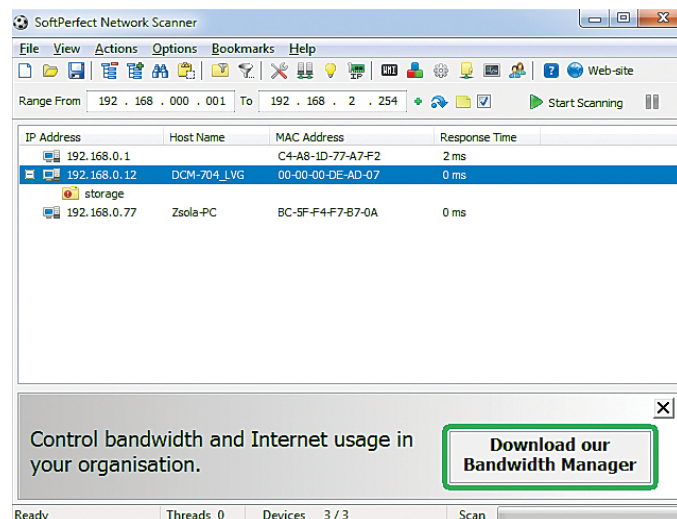 SoftPerfect Network Scanner
File View Actions Options Bookmarks Help
Web-site
Range From 192 . 168 . 000 . 001 To 192 . 168 . 2 . 254 Start Scanning
IP Address Host Name MAC Address Response Time
192.168.0.1 C4-A8-1D-77-A7-F2 2 ms
192.168.0.12 DCM-704_LVG 00-00-00-DE-AD-07 0 ms
storage
192.168.0.77 Zsola-PC BC-5F-F4-F7-B7-0A 0 ms
Control bandwidth and Internet usage in
your organisation.
Download our
Bandwidth Manager
Ready Threads 0 Devices 3 / 3 Scan